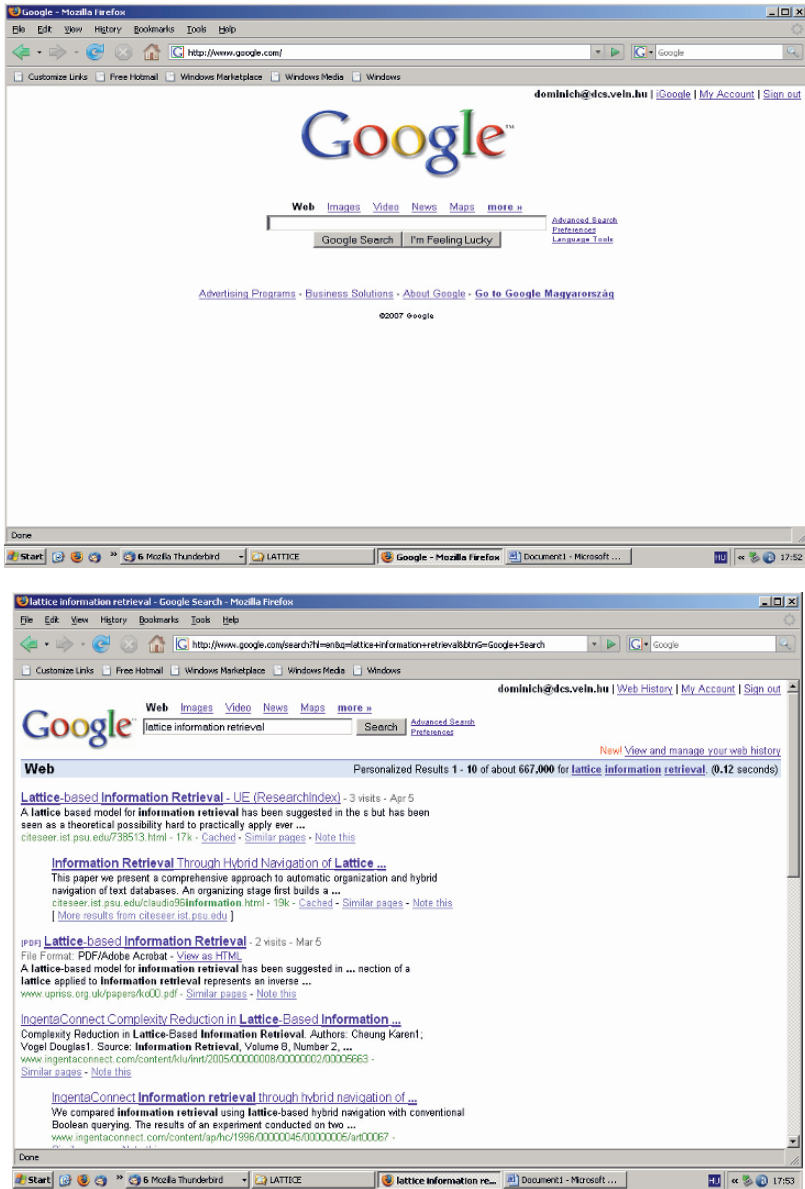 Google - Mozilla Firefox
File Edit View History Bookmarks Tools Help
http://www.google.com/ Google
Customize Links Free Hotmail Windows Marketplace Windows Media Windows
dominich@dcs.vein.hu | iGoogle | My Account | Sign out
Google™
Web Images Video News Maps more »
Advanced Search
Preferences
Language Tools
Google Search I'm Feeling Lucky
Advertising Programs - Business Solutions - About Google - Go to Google Magyarország
©2007 Google
Done
Start » 6 Mozilla Thunderbird LATTICE Google - Mozilla Firefox Document1 - Microsoft ... HU « 17:52
lattice information retrieval - Google Search - Mozilla Firefox
File Edit View History Bookmarks Tools Help
http://www.google.com/search?hl=en&q=lattice+information+retrieval&btnG=Google+Search Google
Customize Links Free Hotmail Windows Marketplace Windows Media Windows
dominich@dcs.vein.hu | Web History | My Account | Sign out
Google™
Web Images Video News Maps more »
lattice information retrieval Search Advanced Search
Preferences
New! View and manage your web history
Web Personalized Results 1 - 10 of about 667,000 for lattice information retrieval. (0.12 seconds)
Lattice-based Information Retrieval - UE (ResearchIndex) - 3 visits - Apr 5
A lattice based model for information retrieval has been suggested in the s but has been
seen as a theoretical possibility hard to practically apply ever ...
citeseer.ist.psu.edu/738513.html - 17k - Cached - Similar pages - Note this
Information Retrieval Through Hybrid Navigation of Lattice ...
This paper we present a comprehensive approach to automatic organization and hybrid
navigation of text databases. An organizing stage first builds a ...
citeseer.ist.psu.edu/claudio96information.html - 19k - Cached - Similar pages - Note this
[ More results from citeseer.ist.psu.edu ]
[PDF] Lattice-based Information Retrieval - 2 visits - Mar 5
File Format: PDF/Adobe Acrobat - View as HTML
A lattice-based model for information retrieval has been suggested in ... nection of a
lattice applied to information retrieval represents an inverse ...
www.upriss.org.uk/papers/ko00.pdf - Similar pages - Note this
IngentaConnect Complexity Reduction in Lattice-Based Information ...
Complexity Reduction in Lattice-Based Information Retrieval. Authors: Cheung Karen1;
Vogel Douglas1. Source: Information Retrieval, Volume 8, Number 2, ...
www.ingentaconnect.com/content/klu/inrt/2005/00000008/00000002/00005663 -
Similar pages - Note this
IngentaConnect Information retrieval through hybrid navigation of ...
We compared information retrieval using lattice-based hybrid navigation with conventional
Boolean querying. The results of an experiment conducted on two ...
www.ingentaconnect.com/content/ap/hc/1996/00000045/00000005/art00067 -
Done
Start » 6 Mozilla Thunderbird LATTICE lattice information re... Document1 - Microsoft ... HU « 17:53